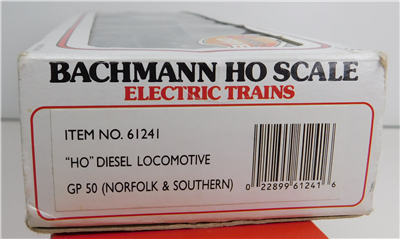 BACHMANN HO SCALE
ELECTRIC TRAINS
ITEM NO. 61241
"HO" DIESEL LOCOMOTIVE
GP 50 (NORFOLK & SOUTHERN)
0 22899 61241 6